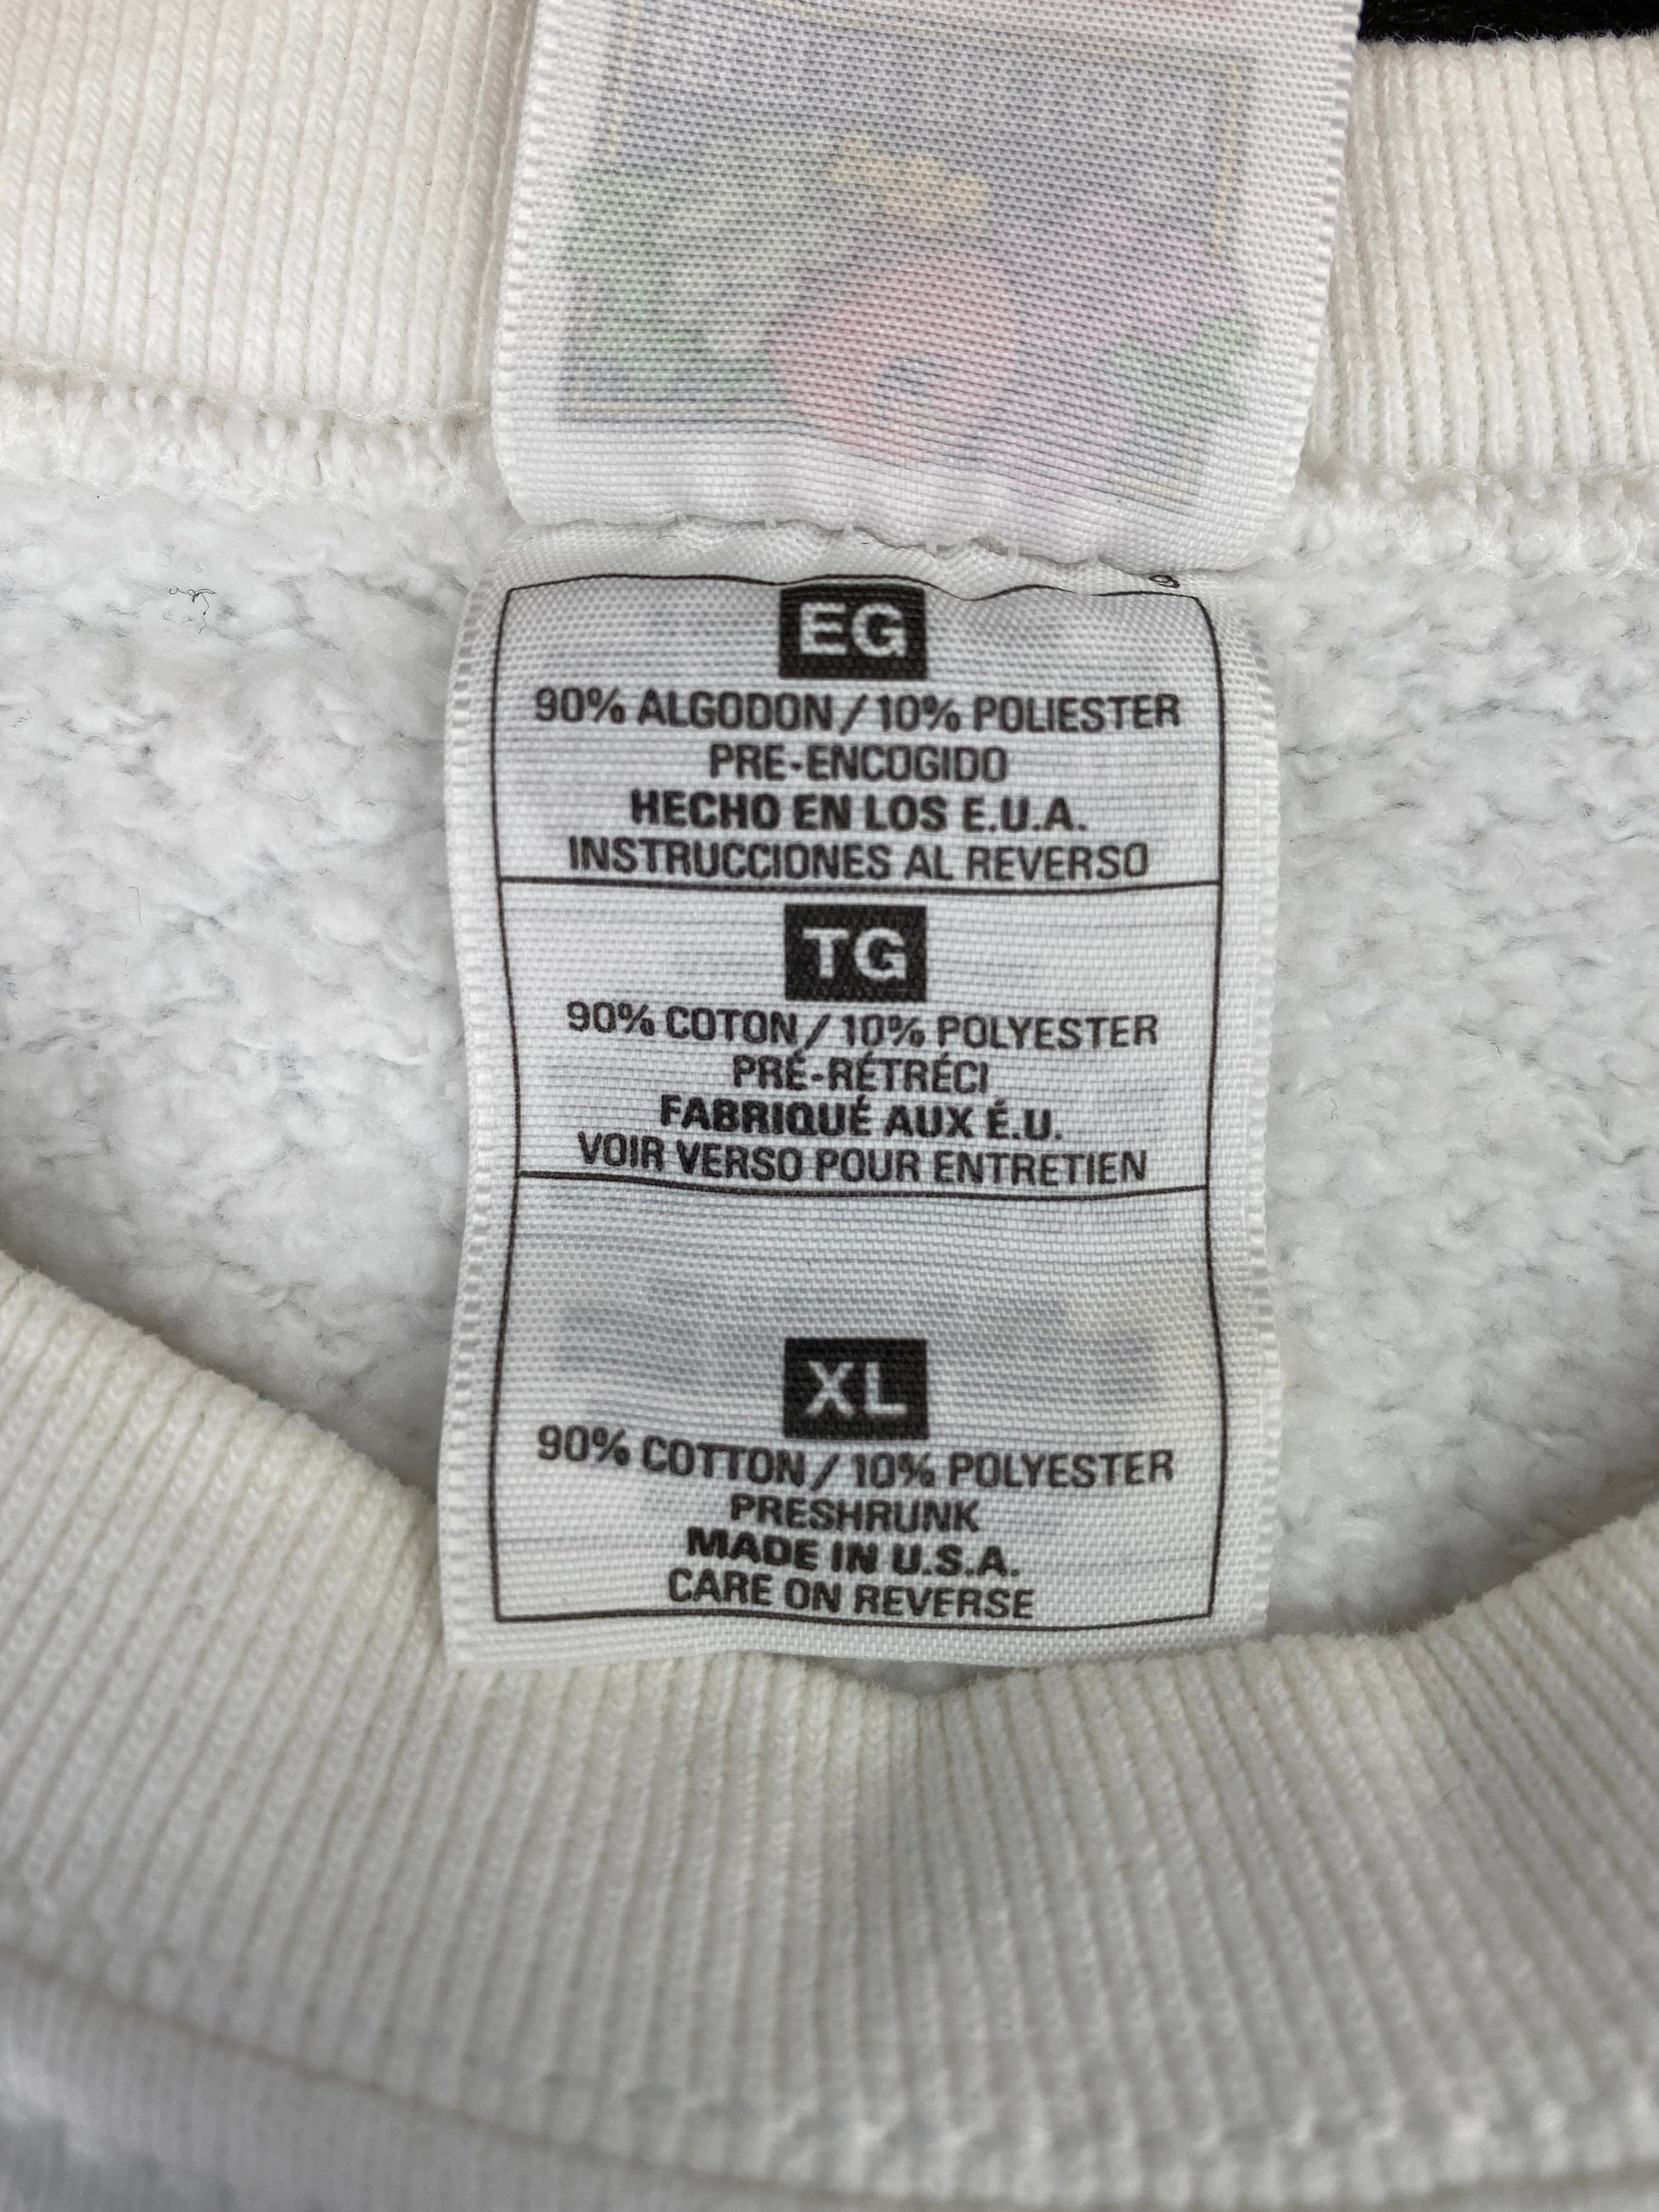 EG
90% ALGODON / 10% POLIESTER
PRE-ENCOGIDO
HECHO EN LOS E.U.A.
INSTRUCCIONES AL REVERSO
TG
90% COTON / 10% POLYESTER
PRÉ-RÉTRÉCI
FABRIQUÉ AUX É.U.
VOIR VERSO POUR ENTRETIEN
XL
90% COTTON / 10% POLYESTER
PRESHRUNK
MADE IN U.S.A.
CARE ON REVERSE